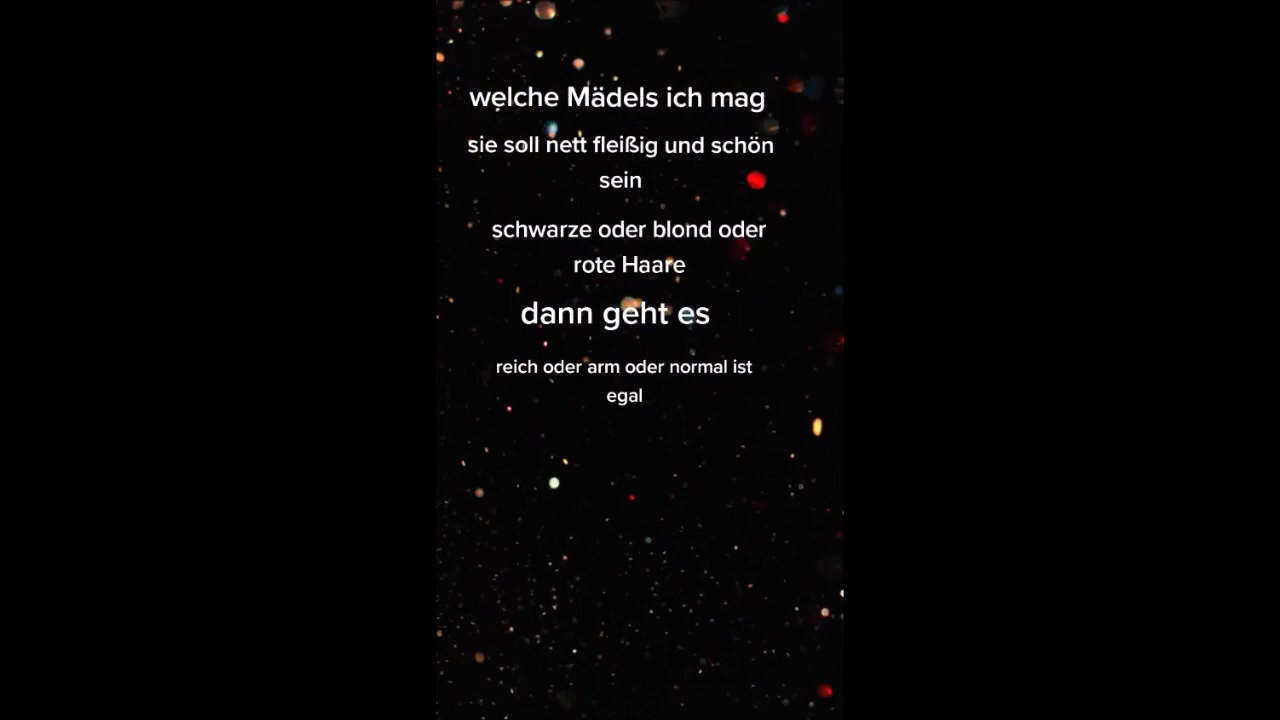 welche Mädels ich mag
sie soll nett fleißig und schön
sein
schwarze oder blond oder
rote Haare
dann geht es
reich oder arm oder normal ist
egal